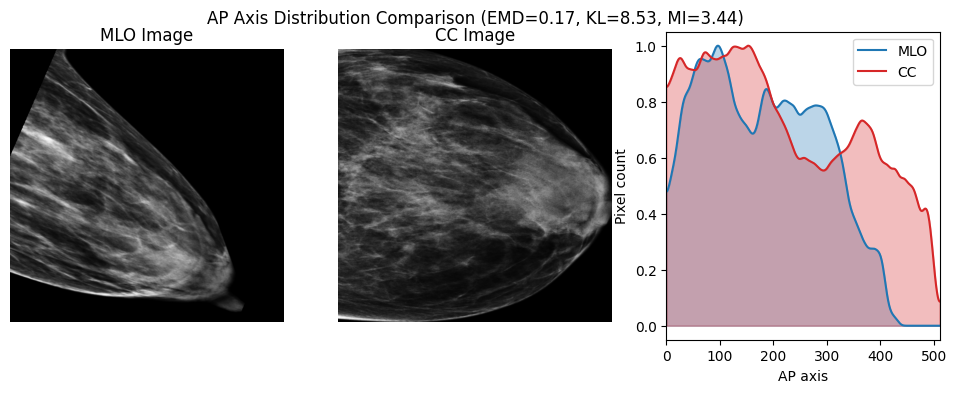 AP Axis Distribution Comparison (EMD=0.17, KL=8.53, MI=3.44)
MLO Image
CC Image
MLO
CC
Pixel count
1.0
0.8
0.6
0.4
0.2
0.0
0 100 200 300 400 500
AP axis